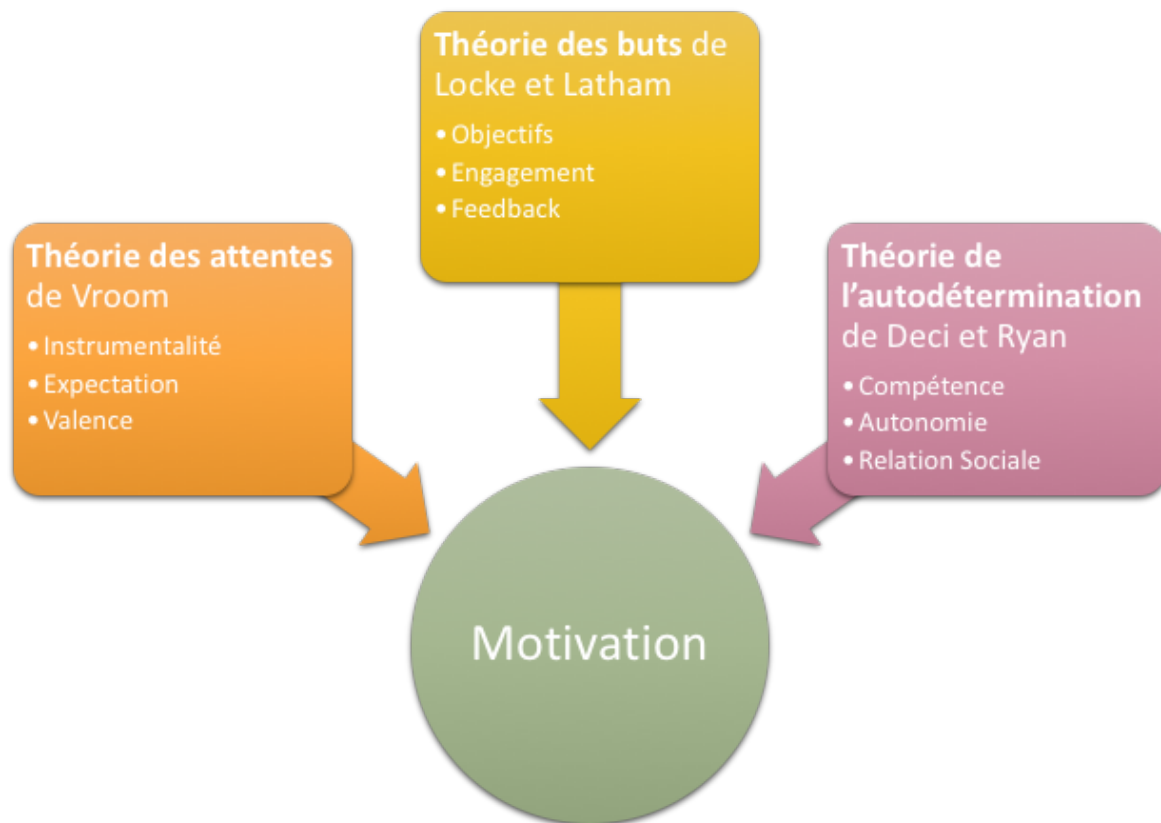 Théorie des buts de
Locke et Latham
• Objectifs
• Engagement
• Feedback
Théorie des attentes
de Vroom
• Instrumentalité
• Expectation
• Valence
Théorie de
l’autodétermination
de Deci et Ryan
• Compétence
• Autonomie
• Relation Sociale
Motivation